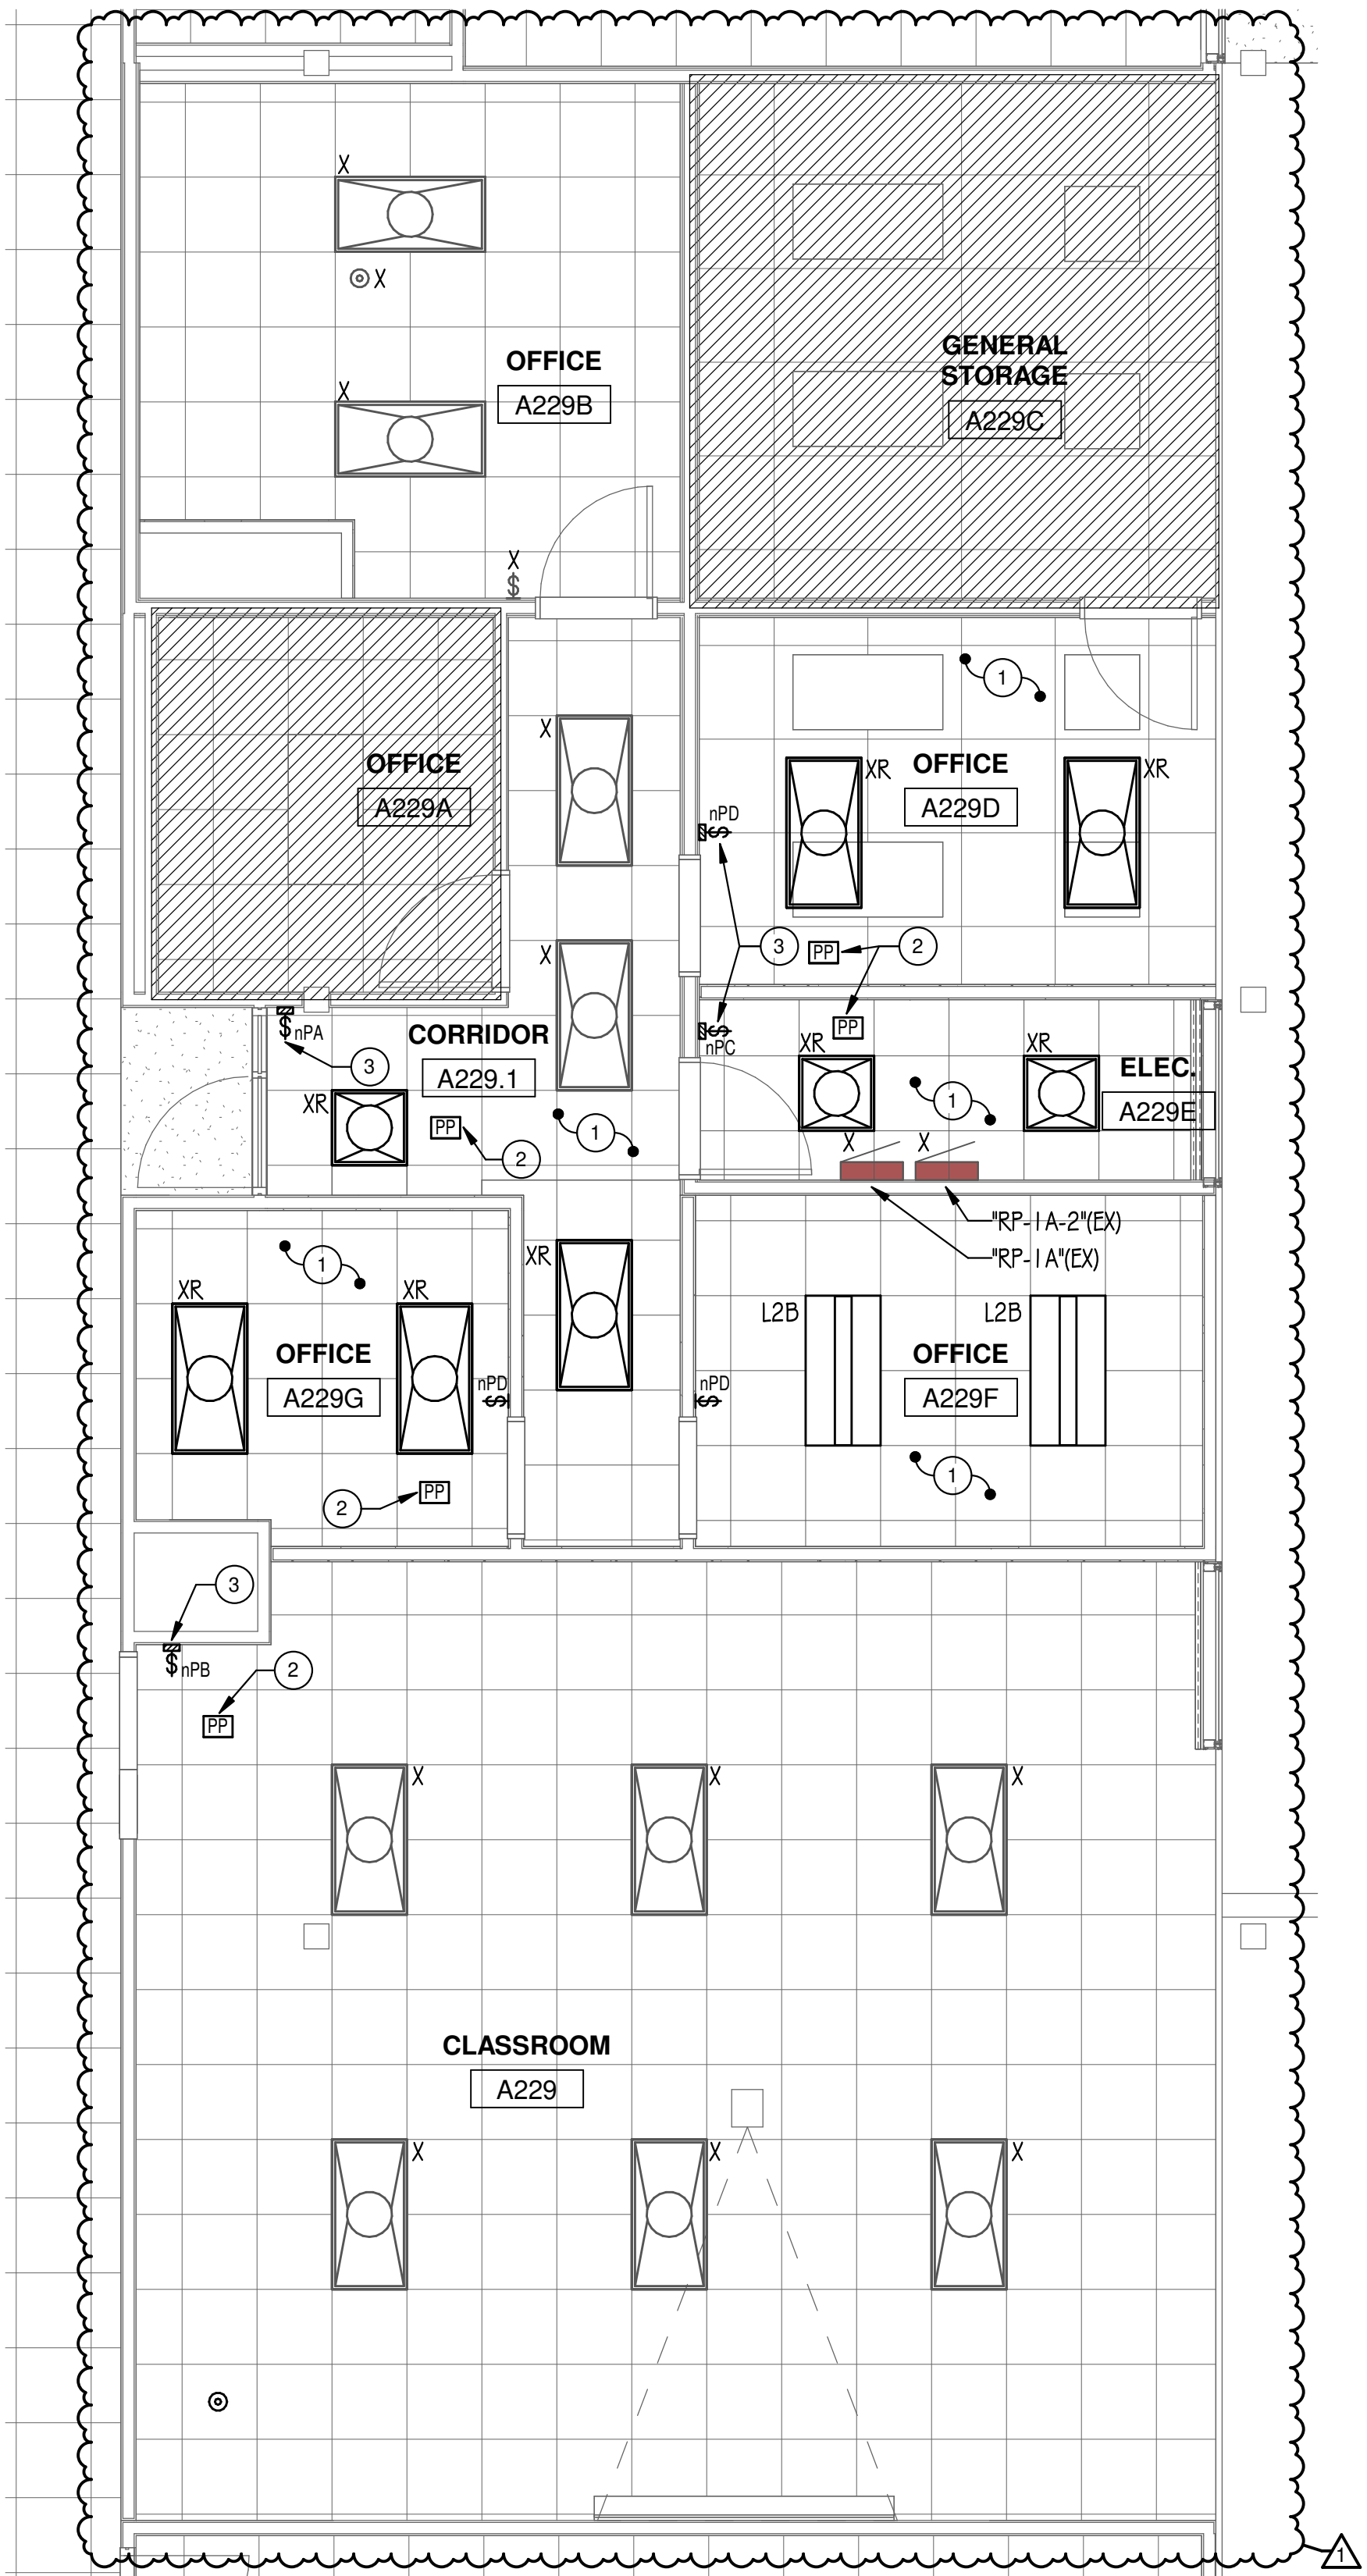 X
X
OFFICE
A229B
GENERAL
STORAGE
A229C
X
X
$
1
X
OFFICE
A229A
XR
OFFICE
A229D
XR
nPD
$
3
PP
2
X
$
nPA
CORRIDOR
A229.1
$
nPC
PP
3
XR
PP
2
1
XR
XR
1
ELEC.
A229E
X
X
"RP-1A-2"(EX)
"RP-1A"(EX)
1
XR
XR
XR
OFFICE
A229G
nPD
$
2
PP
L2B
L2B
OFFICE
A229F
nPD
$
1
3
$
nPB
2
PP
X
X
X
CLASSROOM
A229
X
X
X
1